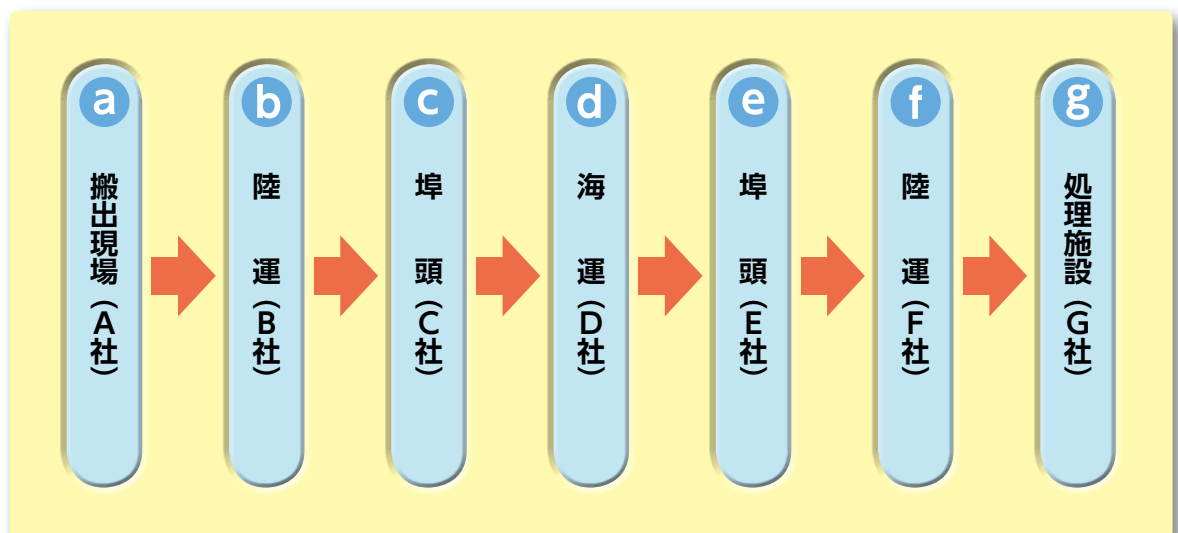 a
搬出現場（A社）
b
陸運（B社）
c
埠頭（C社）
d
海運（D社）
e
埠頭（E社）
f
陸運（F社）
g
処理施設（G社）